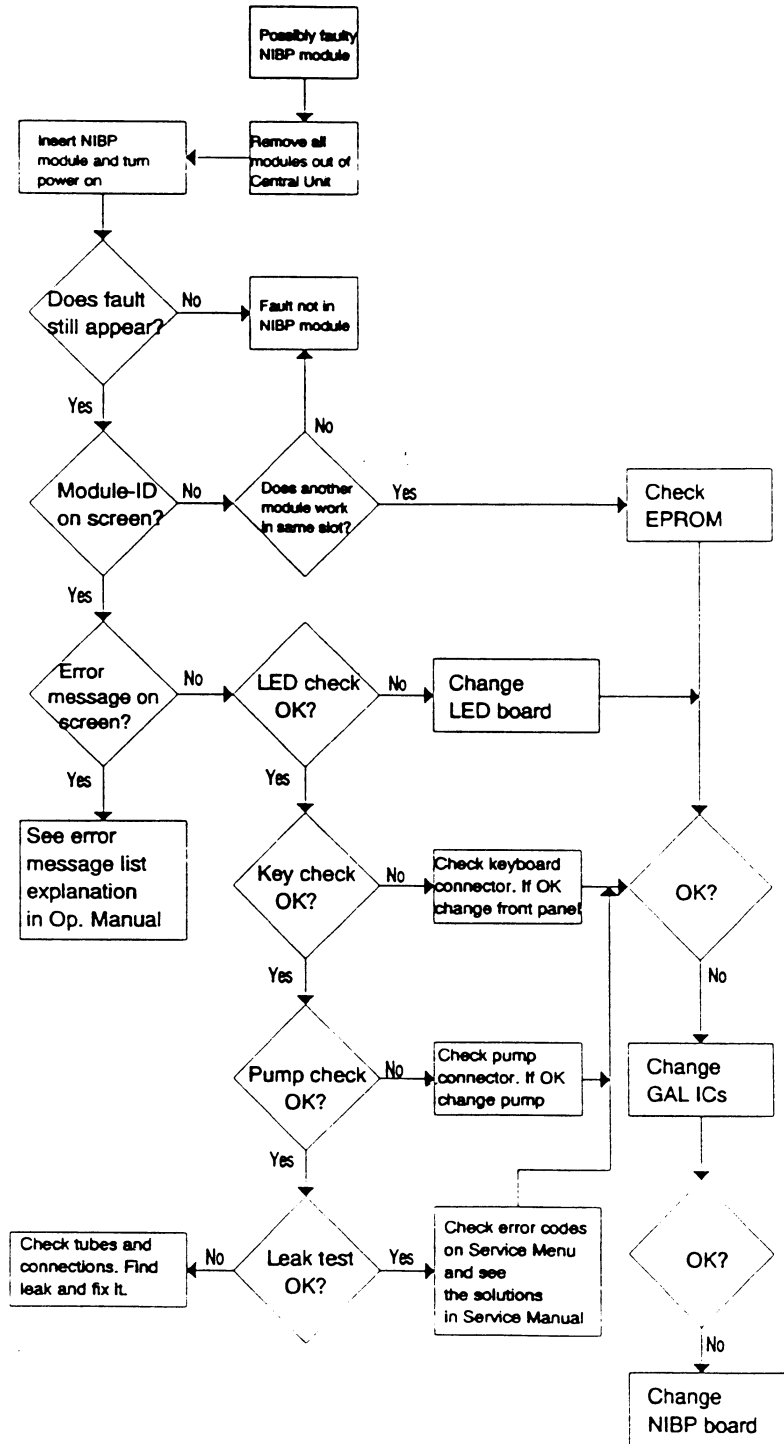 Possibly faulty
NIBP module
Insert NIBP
module and turn
power on
Remove all
modules out of
Central Unit
Does fault
still appear?
No
Fault not in
NIBP module
Yes
No
Module-ID
on screen?
No
Does another
module work
in same slot?
Yes
Check
EPROM
Yes
Error
message on
screen?
No
LED check
OK?
No
Change
LED board
Yes
Yes
See error
message list
explanation
in Op. Manual
Key check
OK?
No
Check keyboard
connector. If OK
change front panel
OK?
Yes
No
Pump check
OK?
No
Check pump
connector. If OK
change pump
Change
GAL ICs
Yes
Check tubes and
connections. Find
leak and fix it.
No
Leak test
OK?
Yes
Check error codes
on Service Menu
and see
the solutions
in Service Manual
OK?
No
Change
NIBP board